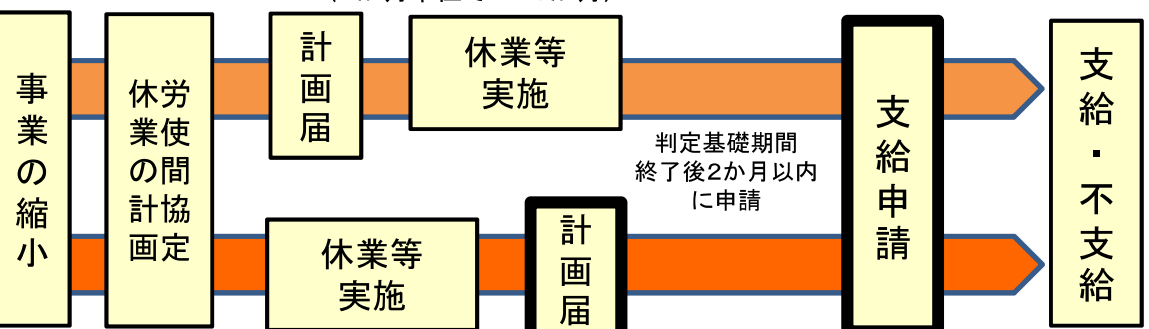 事業の縮小
労使間協定
休業の計画
計画届
休業等
実施
判定基礎期間
終了後2か月以内
に申請
支給申請
支給・不支給
休業等
実施
計画届